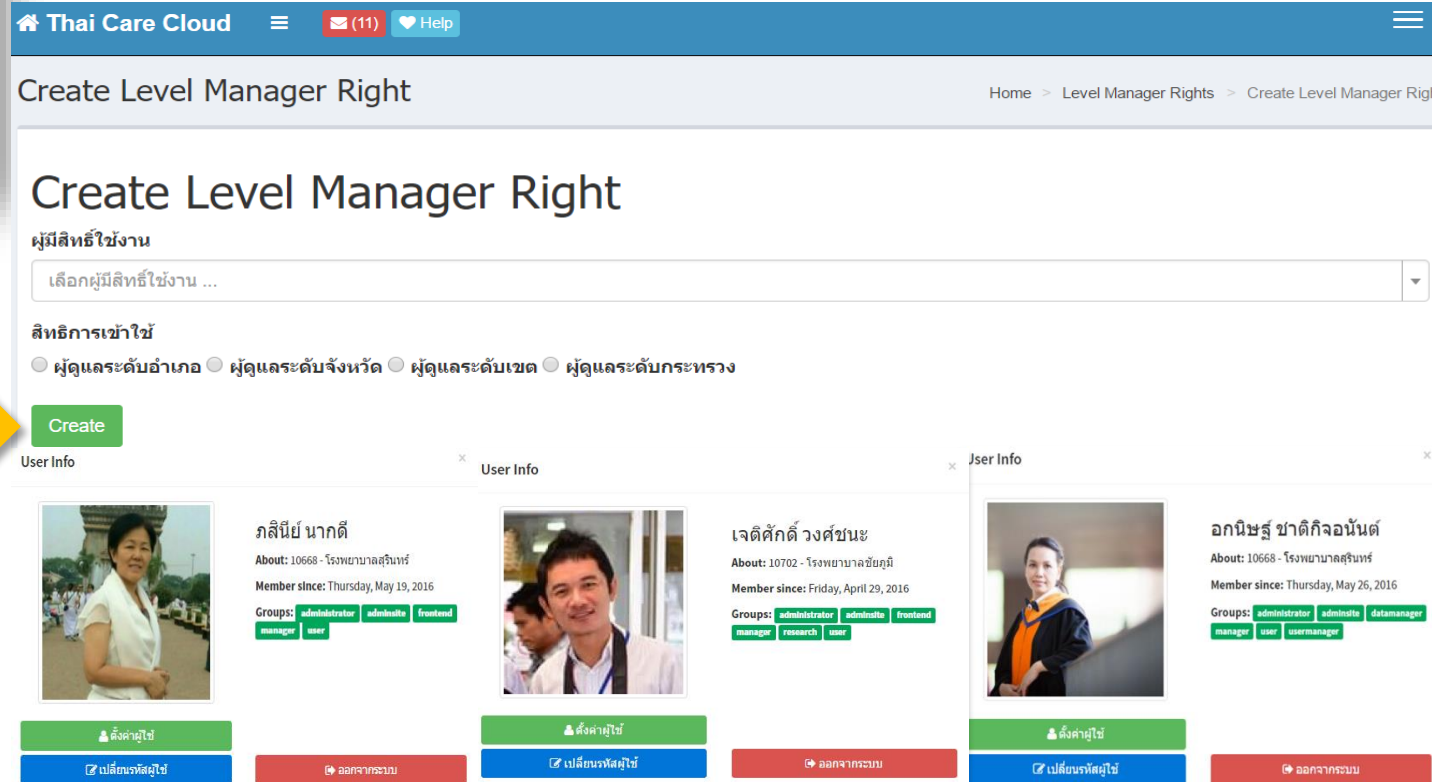 Thai Care Cloud (11) Help
Create Level Manager Right
Home > Level Manager Rights > Create Level Manager Righ
Create Level Manager Right
ผู้มีสิทธิ์ใช้งาน
เลือกผู้มีสิทธิ์ใช้งาน ...
สิทธิการเข้าใช้
ผู้ดูแลระดับอำเภอ ผู้ดูแลระดับจังหวัด ผู้ดูแลระดับเขต ผู้ดูแลระดับกระทรวง
Create
User Info ×
ภสินีย์ นากดี
About: 10668 - โรงพยาบาลสุรินทร์
Member since: Thursday, May 19, 2016
Groups: administrator adminsite frontend
manager user
ตั้งค่าผู้ใช้
เปลี่ยนรหัสผู้ใช้ ออกจากระบบ
User Info ×
เจติศักดิ์ วงศ์ชนะ
About: 10702 - โรงพยาบาลชัยภูมิ
Member since: Friday, April 29, 2016
Groups: administrator adminsite frontend
manager research user
ตั้งค่าผู้ใช้
เปลี่ยนรหัสผู้ใช้ ออกจากระบบ
User Info ×
อกนิษฐ์ ชาติกิจอนันต์
About: 10668 - โรงพยาบาลสุรินทร์
Member since: Thursday, May 26, 2016
Groups: administrator adminsite datamanager
manager user usermanager
ตั้งค่าผู้ใช้
เปลี่ยนรหัสผู้ใช้ ออกจากระบบ